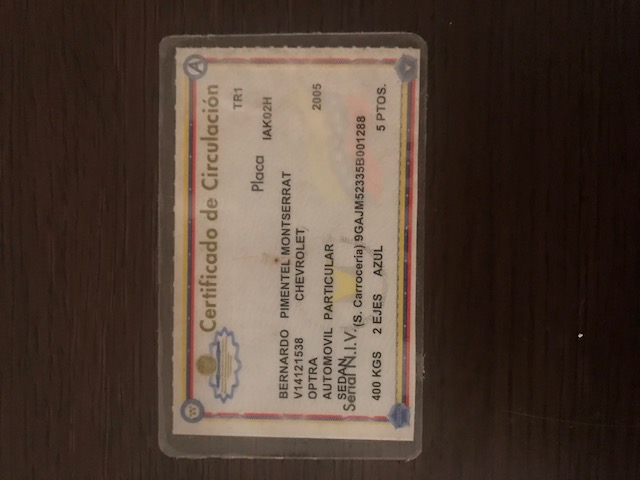 Certificado de Circulación
TR1
Placa IAK02H
BERNARDO PIMENTEL MONTSERRAT
V14121538 CHEVROLET
OPTRA 2005
AUTOMOVIL PARTICULAR
SEDAN
Serial N.I.V. (S. Carrocería) 9GAJM52335B001288
400 KGS 2 EJES AZUL 5 PTOS.